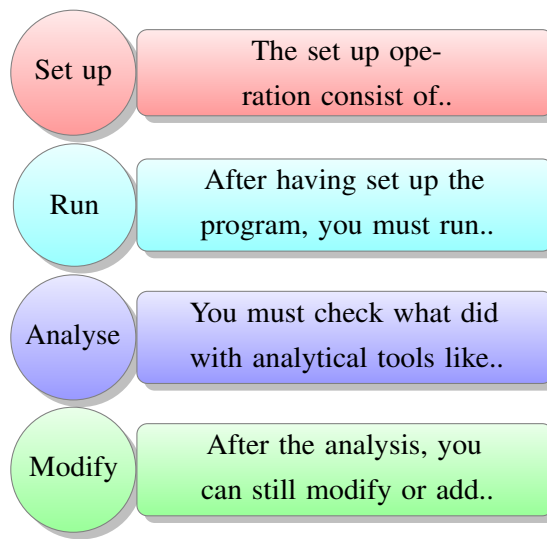 Set up
The set up ope-
ration consist of..
Run
After having set up the
program, you must run..
Analyse
You must check what did
with analytical tools like..
Modify
After the analysis, you
can still modify or add..